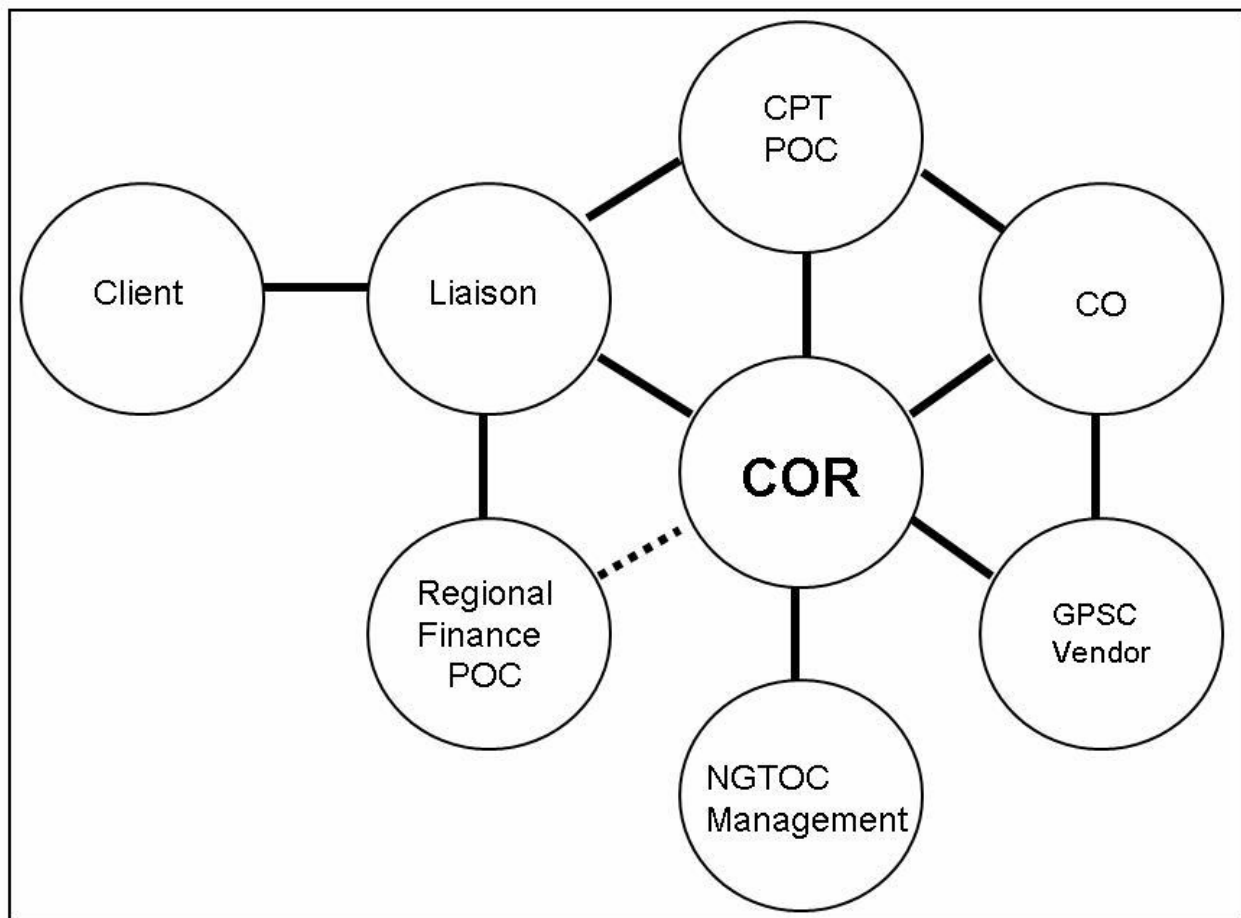 CPT
POC
Client
Liaison
CO
COR
Regional
Finance
POC
GPSC
Vendor
NGTOC
Management